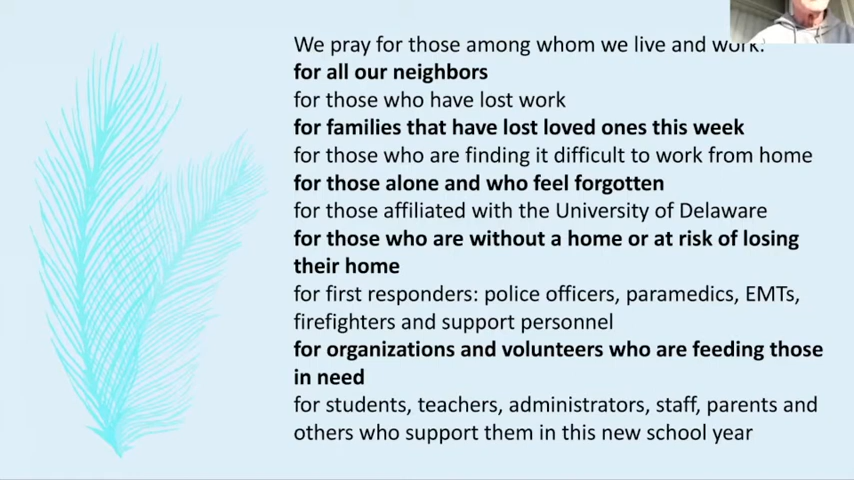 We pray for those among whom we live and work:
for all our neighbors
for those who have lost work
for families that have lost loved ones this week
for those who are finding it difficult to work from home
for those alone and who feel forgotten
for those affiliated with the University of Delaware
for those who are without a home or at risk of losing
their home
for first responders: police officers, paramedics, EMTs,
firefighters and support personnel
for organizations and volunteers who are feeding those
in need
for students, teachers, administrators, staff, parents and
others who support them in this new school year